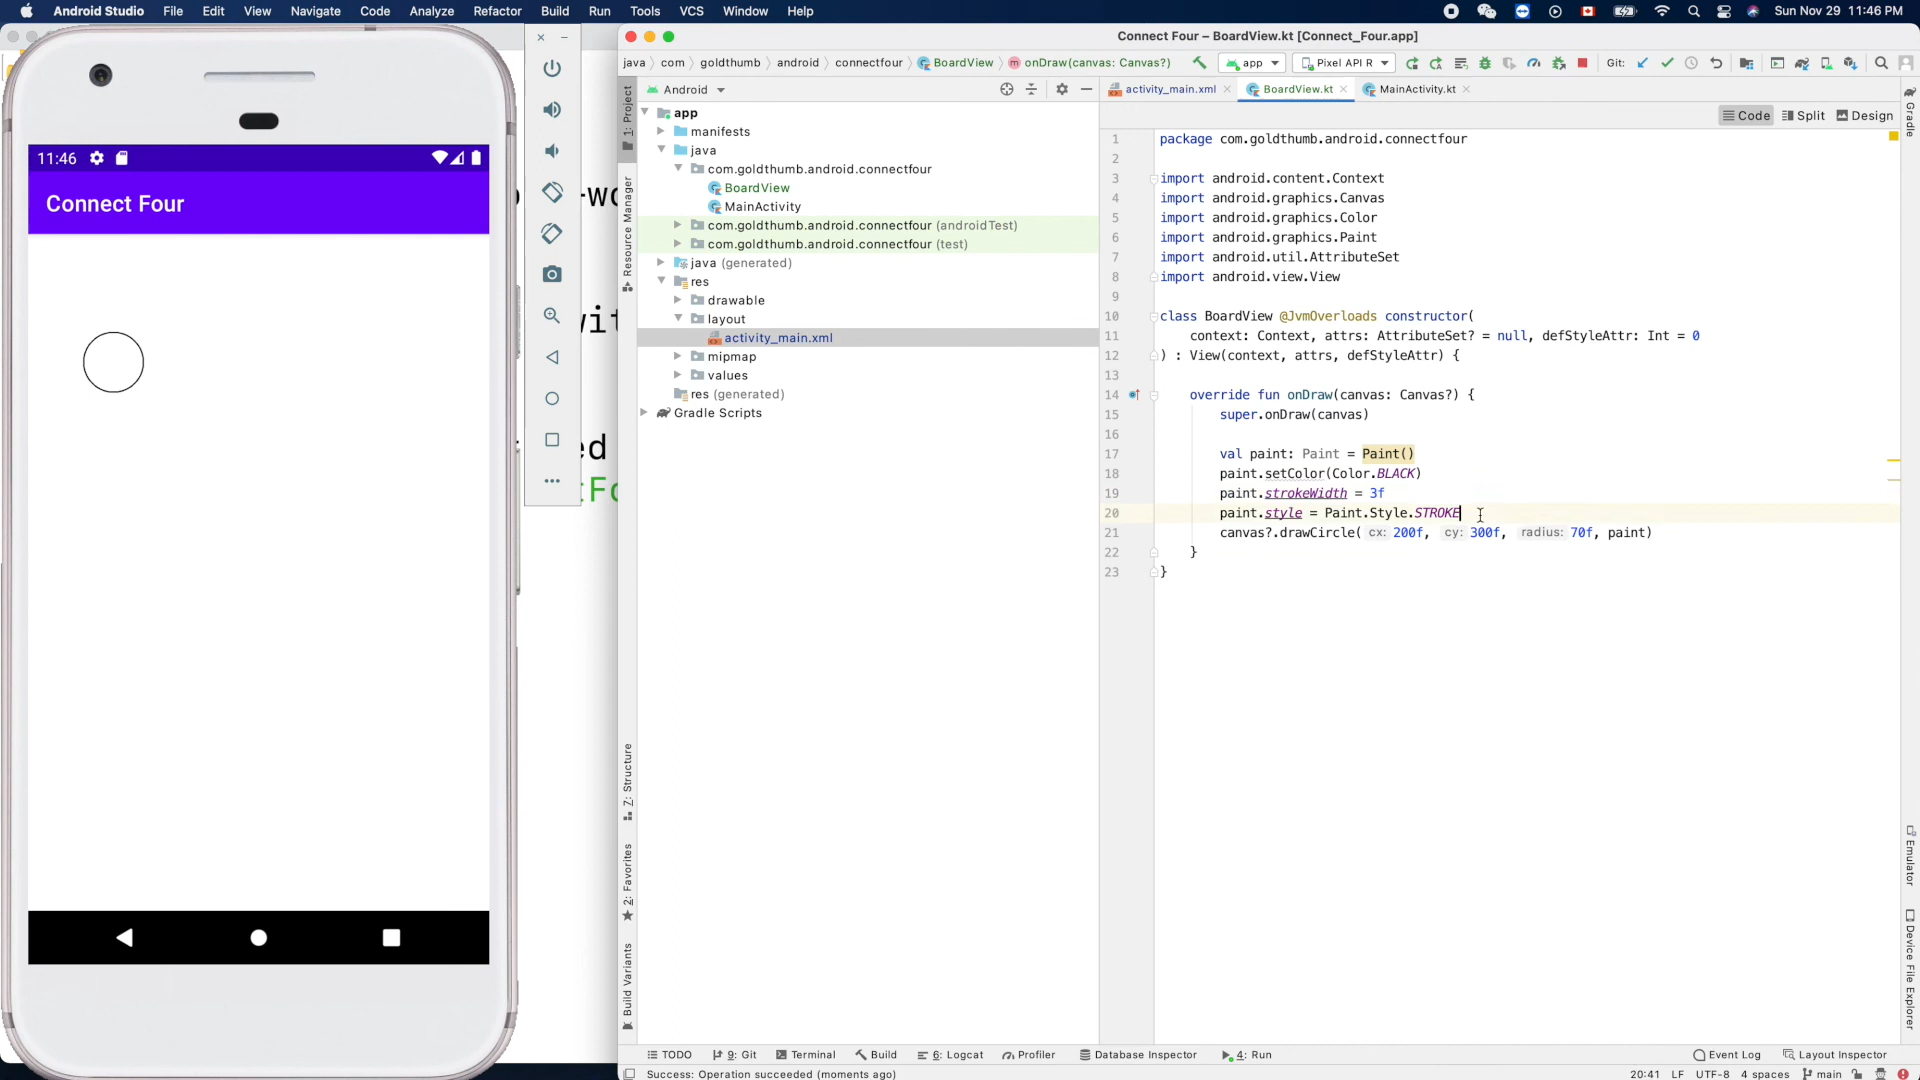 Android Studio File Edit View Navigate Code Analyze Refactor Build Run Tools VCS Window Help
Sun Nov 29 11:46 PM
Connect Four – BoardView.kt [Connect_Four.app]
java com goldthumb android connectfour BoardView onDraw(canvas: Canvas?)
app
Pixel API R
Git:
Android
activity_main.xml
BoardView.kt
MainActivity.kt
Code
Split
Design
1: Project
Resource Manager
Z: Structure
2: Favorites
Build Variants
Gradle
Emulator
Device File Explorer
app
manifests
java
com.goldthumb.android.connectfour
BoardView
MainActivity
com.goldthumb.android.connectfour (androidTest)
com.goldthumb.android.connectfour (test)
java (generated)
res
drawable
layout
activity_main.xml
mipmap
values
res (generated)
Gradle Scripts
1 package com.goldthumb.android.connectfour
2
3 import android.content.Context
4 import android.graphics.Canvas
5 import android.graphics.Color
6 import android.graphics.Paint
7 import android.util.AttributeSet
8 import android.view.View
9
10 class BoardView @JvmOverloads constructor(
11 context: Context, attrs: AttributeSet? = null, defStyleAttr: Int = 0
12 ) : View(context, attrs, defStyleAttr) {
13
14 override fun onDraw(canvas: Canvas?) {
15 super.onDraw(canvas)
16
17 val paint: Paint = Paint()
18 paint.setColor(Color.BLACK)
19 paint.strokeWidth = 3f
20 paint.style = Paint.Style.STROKE
21 canvas?.drawCircle( cx: 200f, cy: 300f, radius: 70f, paint)
22 }
23 }
11:46
Connect Four
TODO 9: Git Terminal Build 6: Logcat Profiler Database Inspector 4: Run
Event Log Layout Inspector
Success: Operation succeeded (moments ago)
20:41 LF UTF-8 4 spaces main